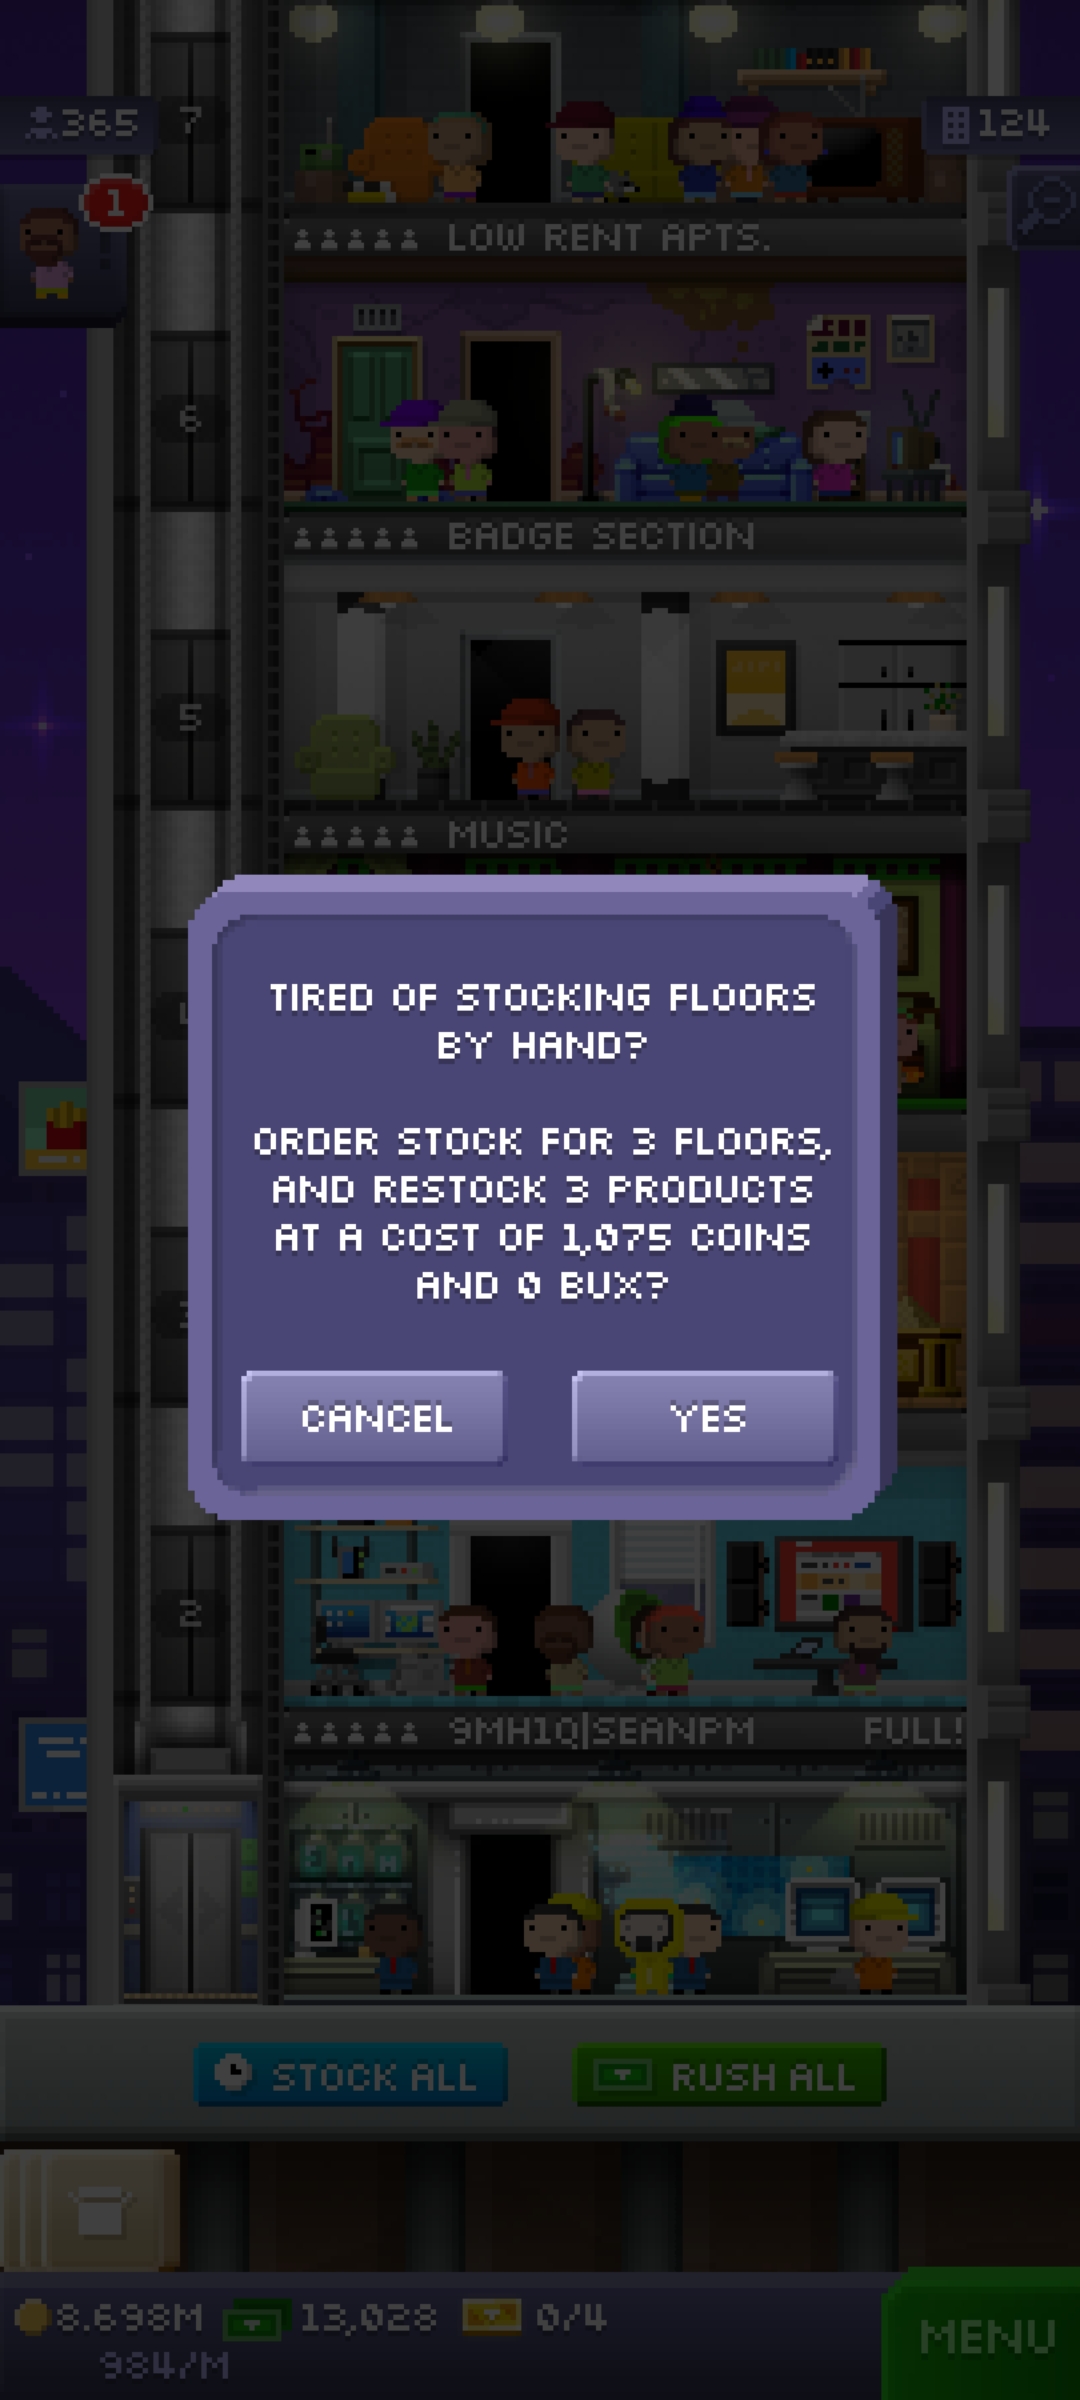 365
7
124
1
LOW RENT APTS.
6
BADGE SECTION
5
MUSIC
TIRED OF STOCKING FLOORS
BY HAND?
ORDER STOCK FOR 3 FLOORS,
AND RESTOCK 3 PRODUCTS
AT A COST OF 1,075 COINS
AND 0 BUX?
CANCEL
YES
2
9MH1Q|SEANPM
FULL!
STOCK ALL
RUSH ALL
8.698M
13,028
0/4
984/M
MENU